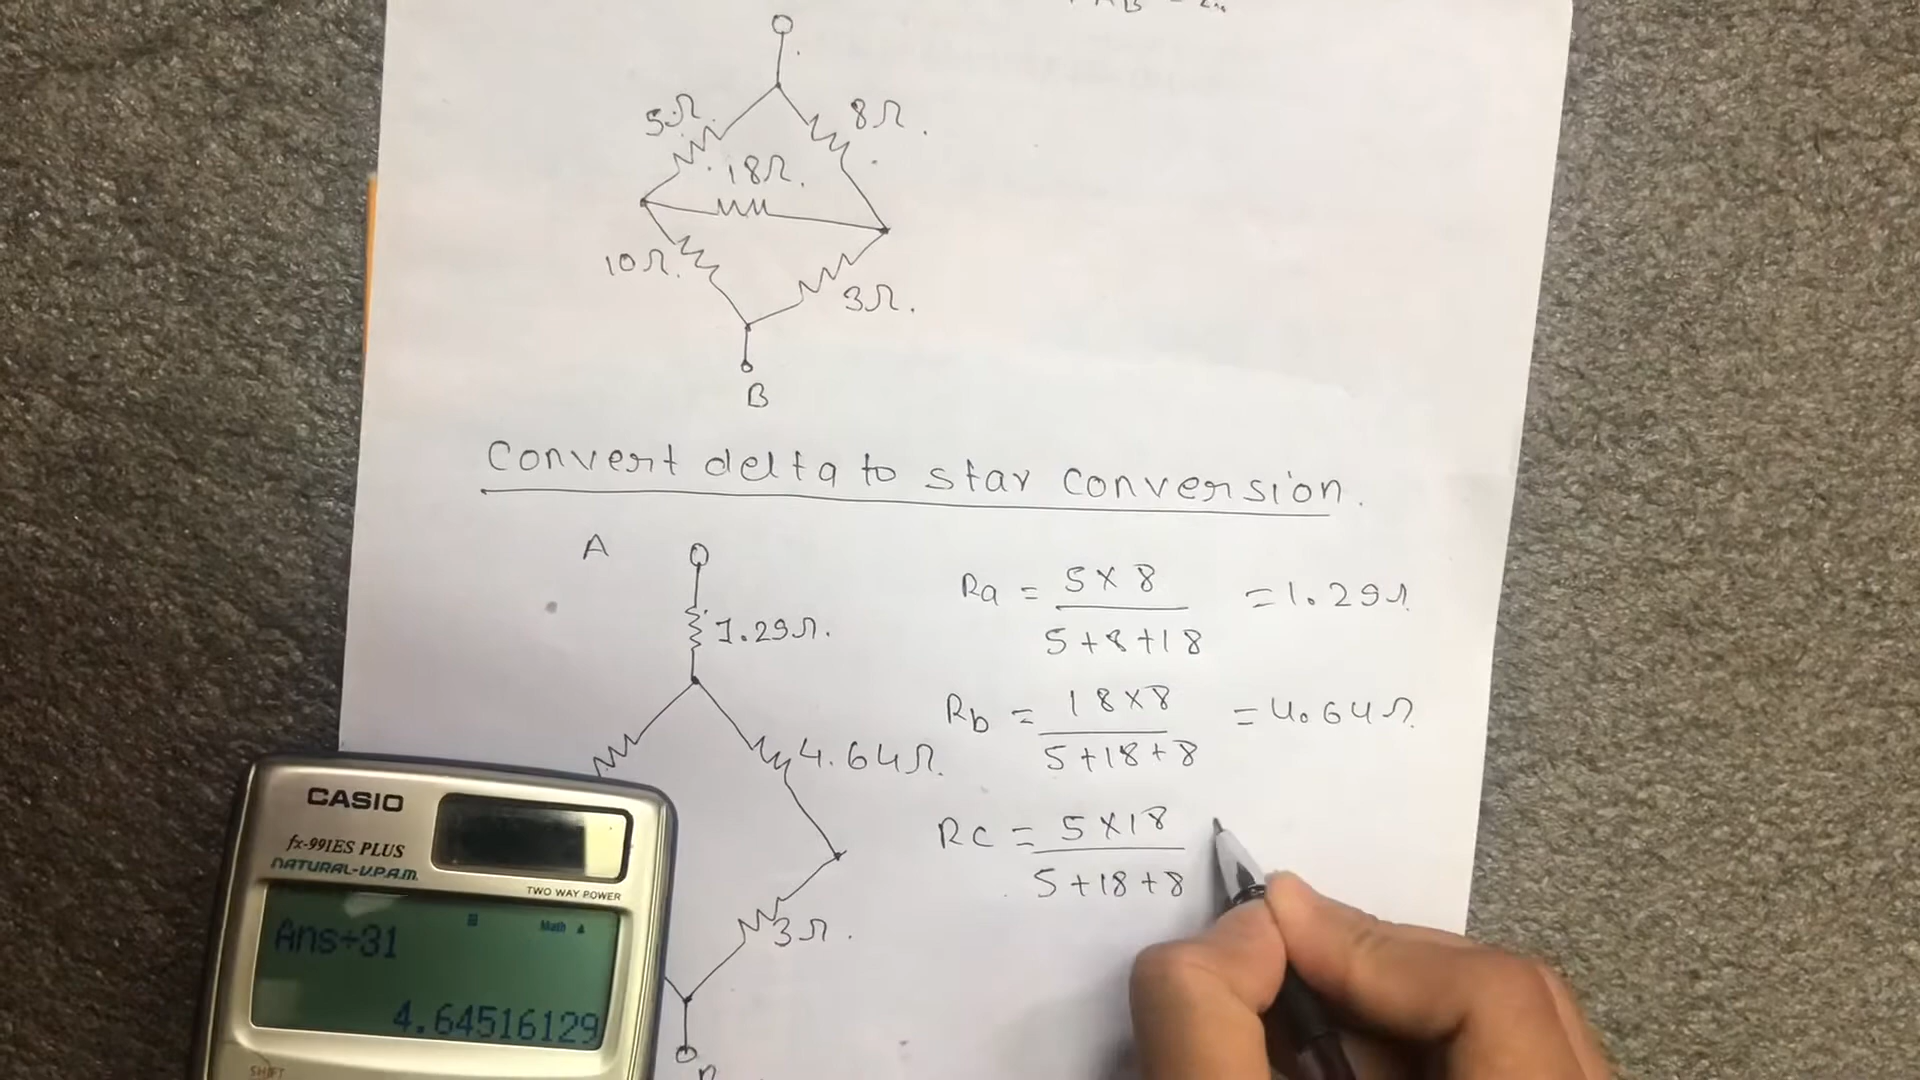 5Ω.
8Ω.
18Ω.
10Ω.
3Ω.
B
Convert delta to star conversion.
A
1.29Ω.
Ra = 5×8 / 5+8+18 = 1.29Ω
Rb = 18×8 / 5+18+8 = 4.64Ω
4.64Ω.
Rc = 5×18 / 5+18+8
3Ω.
CASIO
fx-991ES PLUS
NATURAL-V.P.A.M.
TWO WAY POWER
Math ▲
Ans÷31
4.64516129
SHIFT